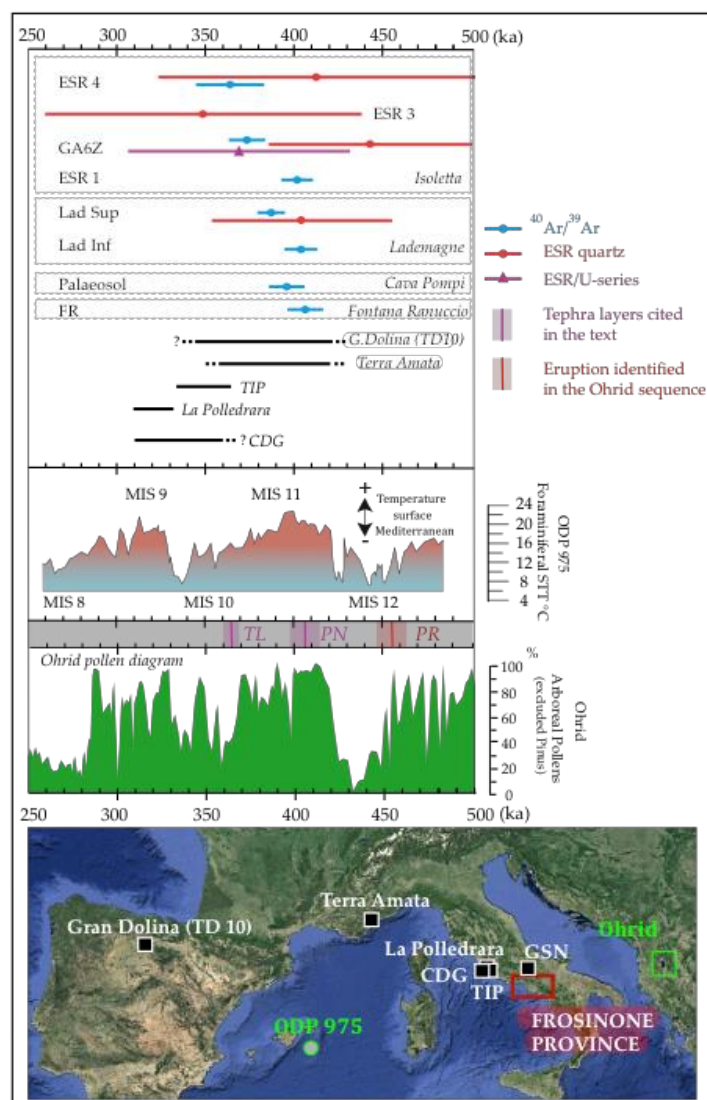 250 300 350 400 450 500 (ka)
ESR 4
ESR 3
GA6Z
ESR 1 Isoletta
Lad Sup
Lad Inf Lademagne
Palaeosol Cava Pompi
FR Fontana Ranuccio
? G.Dolina (TD10)
Terra Amata
TIP
La Polledrara
? CDG
40Ar/39Ar
ESR quartz
ESR/U-series
Tephra layers cited
in the text
Eruption identified
in the Ohrid sequence
MIS 9 MIS 11
+
Temperature
surface
Mediterranean
-
MIS 8 MIS 10 MIS 12
24
20
16
12
8
4
ODP 975
Foraminiferal STT °C
TL PN PR
Ohrid pollen diagram
%
100
80
60
40
20
0
Ohrid
Arboreal Pollens
(excluded Pinus)
250 300 350 400 450 500 (ka)
Terra Amata
Gran Dolina (TD 10)
La Polledrara GSN Ohrid
CDG
TIP
ODP 975
FROSINONE
PROVINCE